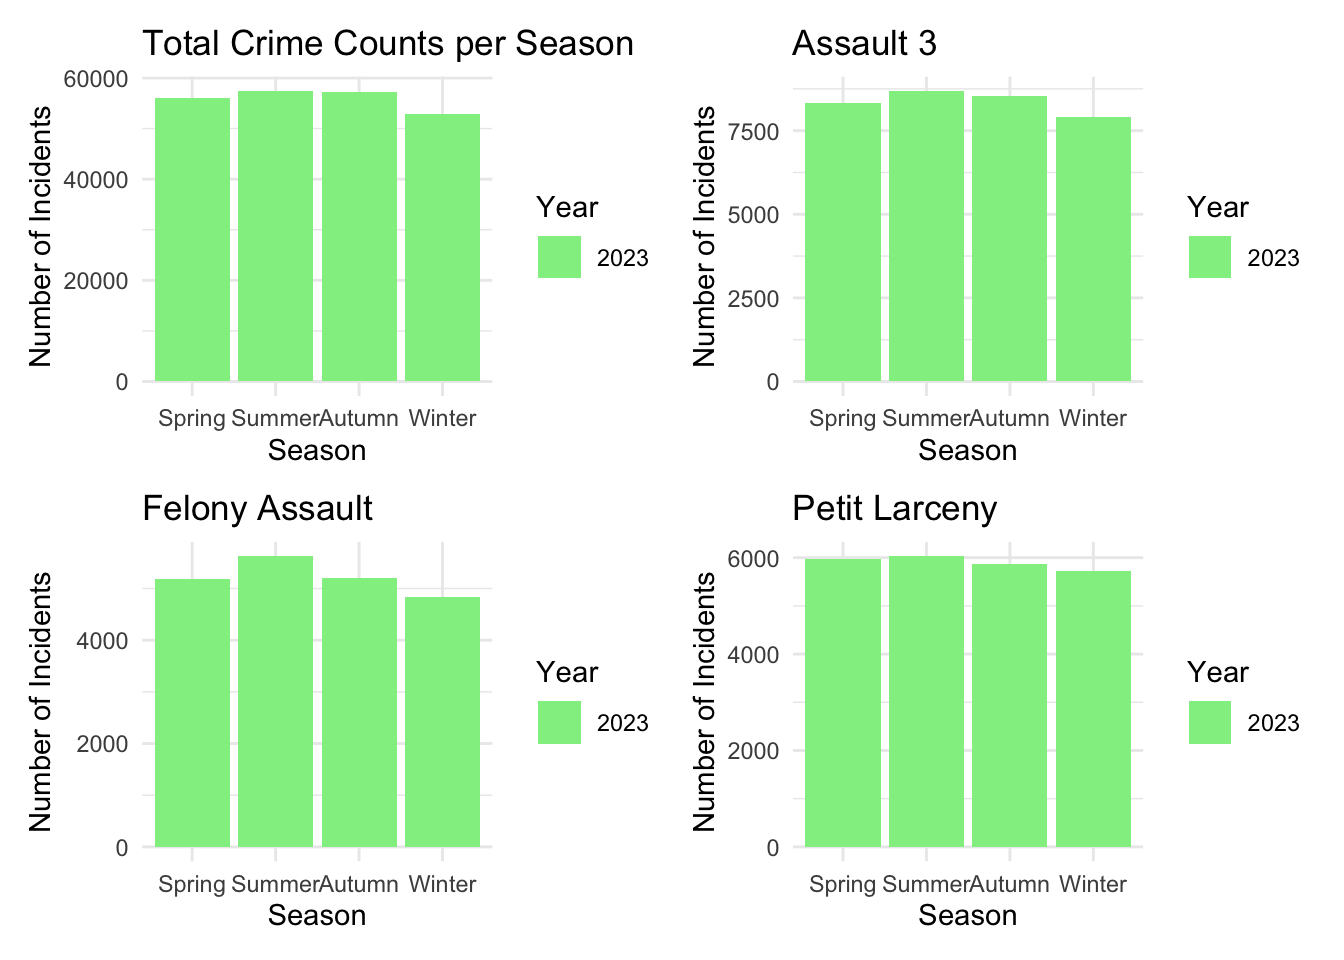 Total Crime Counts per Season
Number of Incidents
60000
40000
20000
0
Spring Summer Autumn Winter
Season
Year
2023
Assault 3
Number of Incidents
7500
5000
2500
0
Spring Summer Autumn Winter
Season
Year
2023
Felony Assault
Number of Incidents
4000
2000
0
Spring Summer Autumn Winter
Season
Year
2023
Petit Larceny
Number of Incidents
6000
4000
2000
0
Spring Summer Autumn Winter
Season
Year
2023